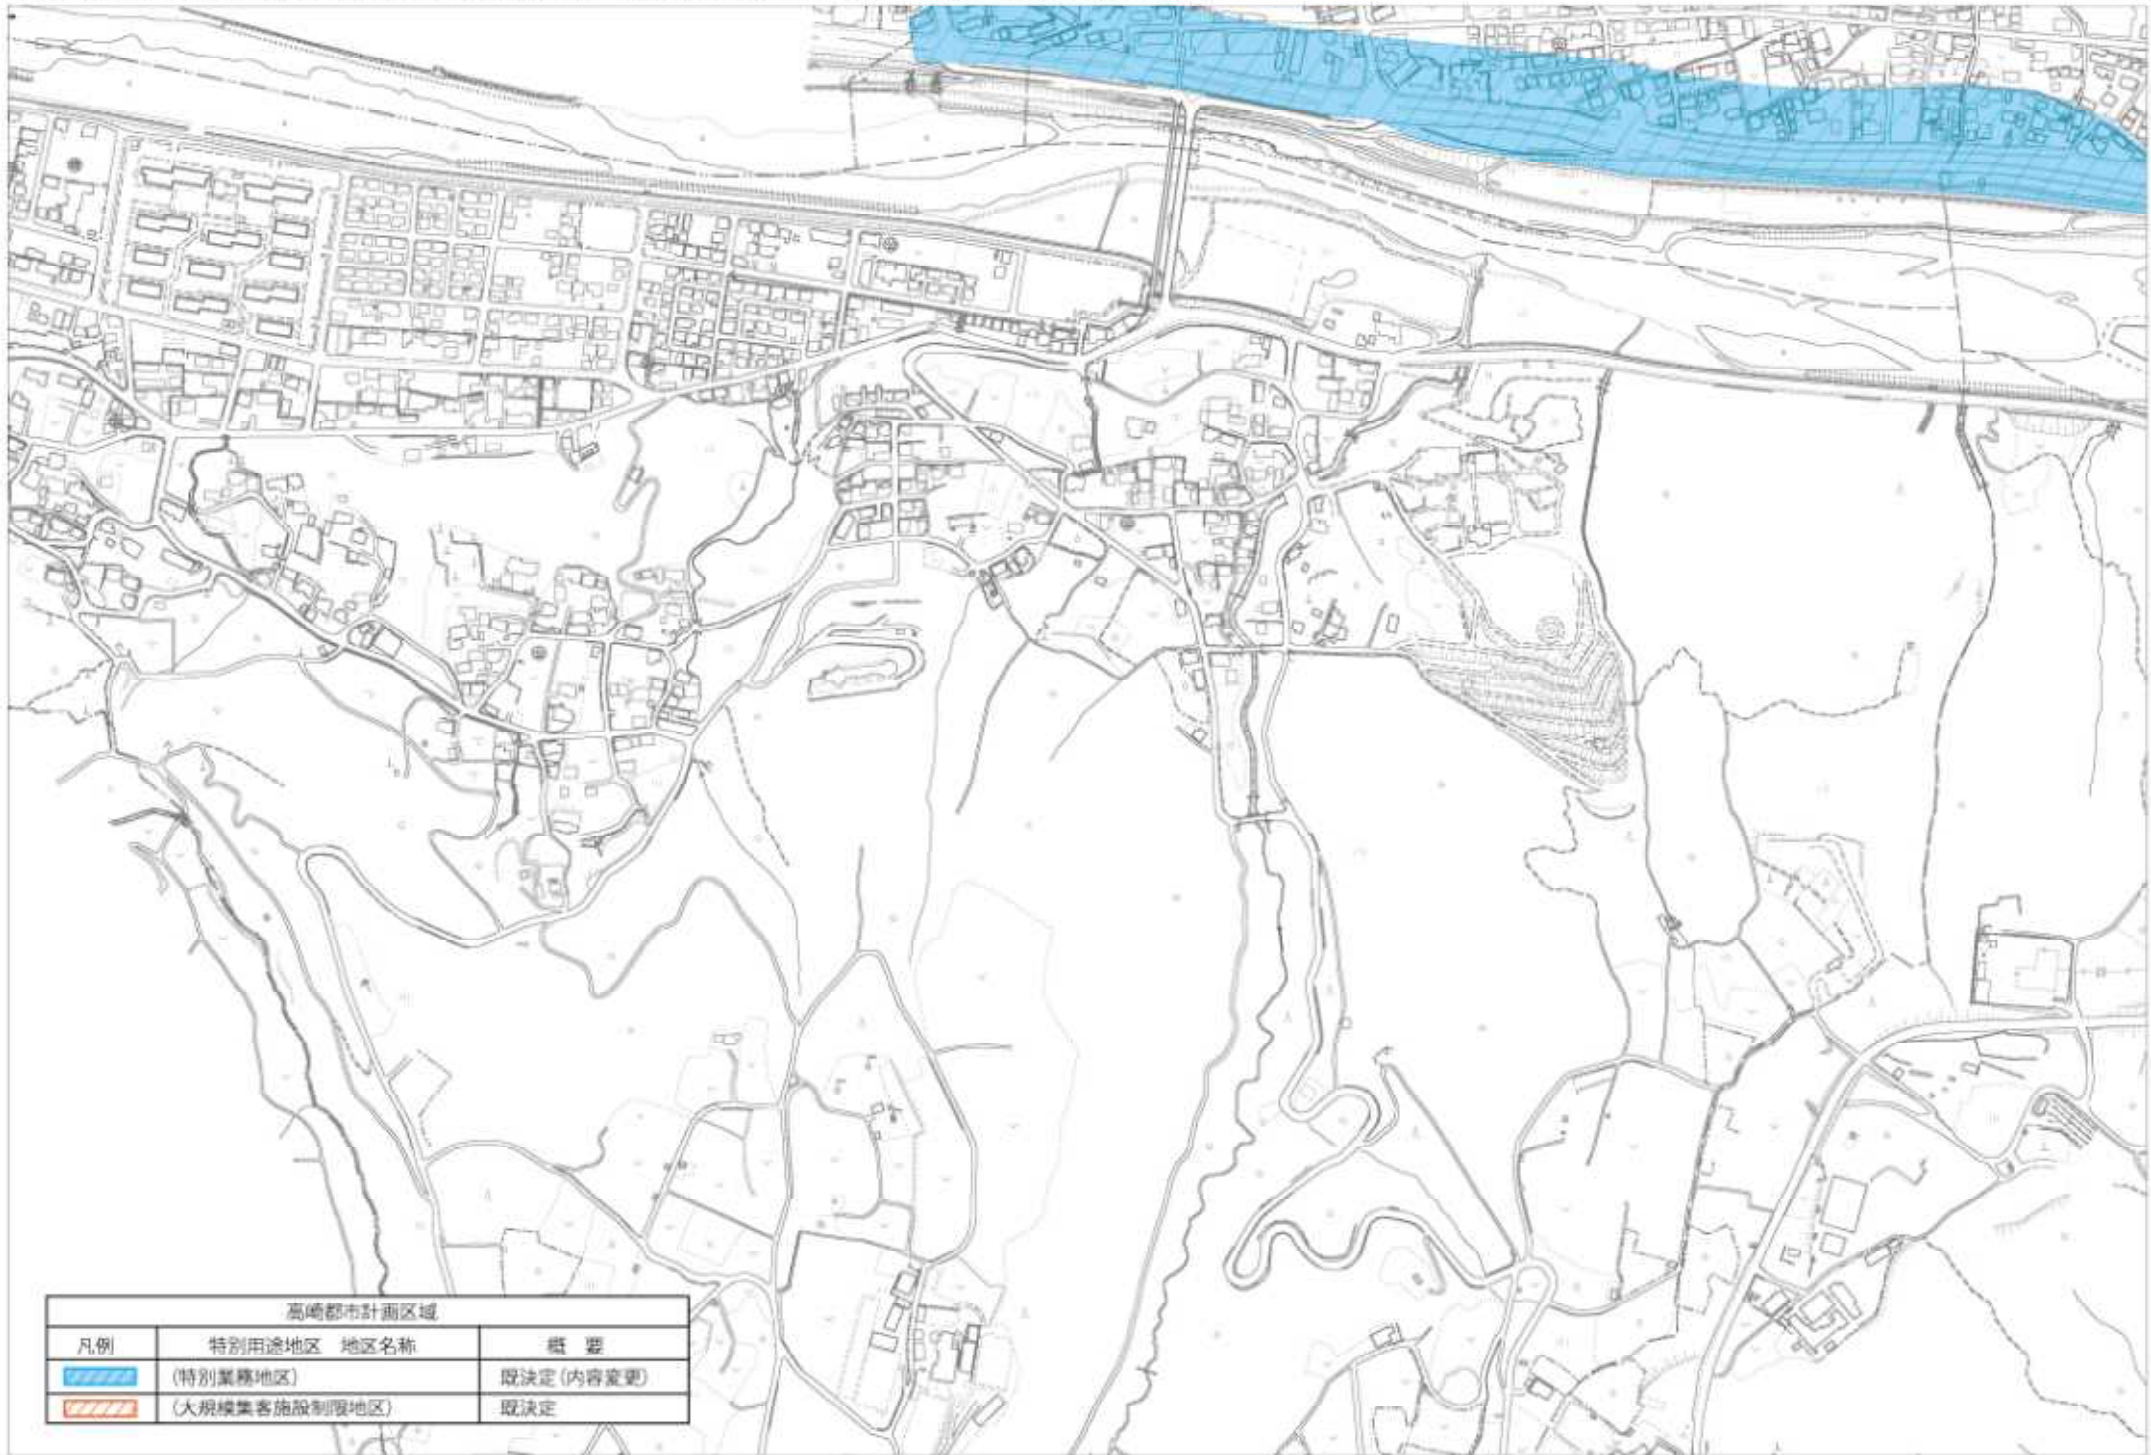 高崎都市計画区域
凡例 特別用途地区 地区名称 概 要
(特別業務地区) 既決定(内容変更)
(大規模集客施設制限地区) 既決定